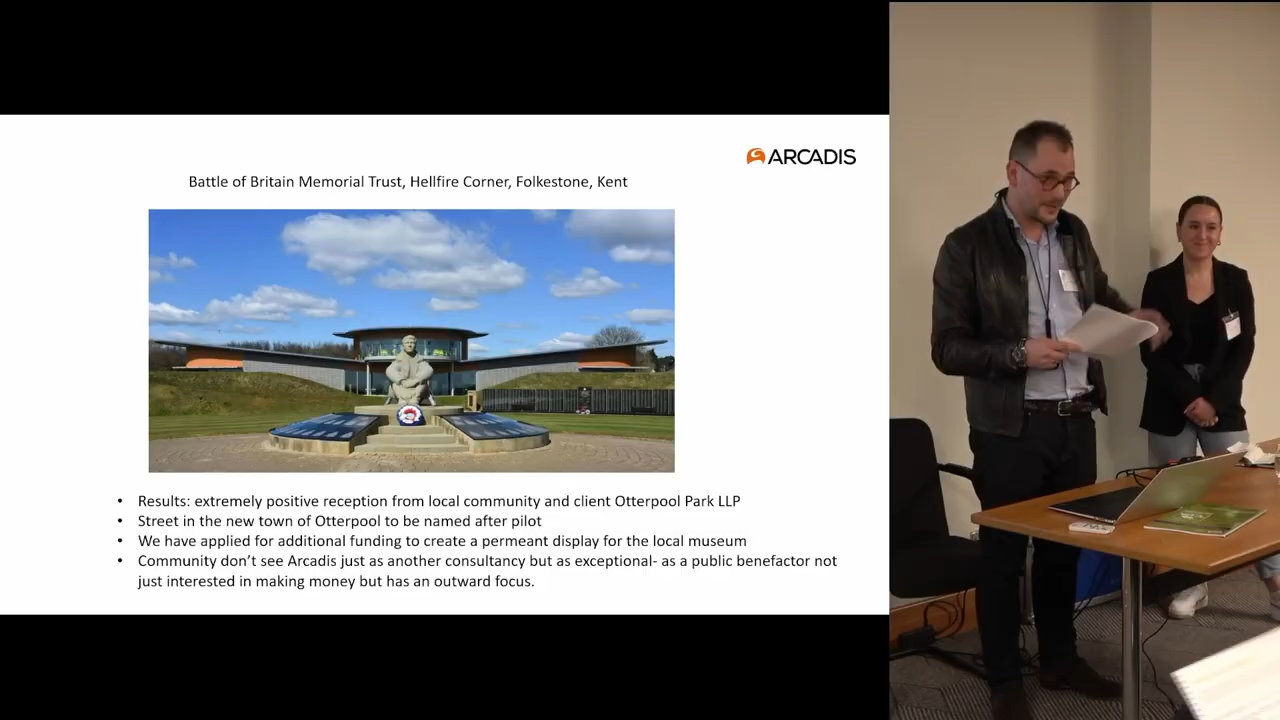 ARCADIS
Battle of Britain Memorial Trust, Hellfire Corner, Folkestone, Kent
• Results: extremely positive reception from local community and client Otterpool Park LLP
• Street in the new town of Otterpool to be named after pilot
• We have applied for additional funding to create a permeant display for the local museum
• Community don't see Arcadis just as another consultancy but as exceptional- as a public benefactor not
just interested in making money but has an outward focus.